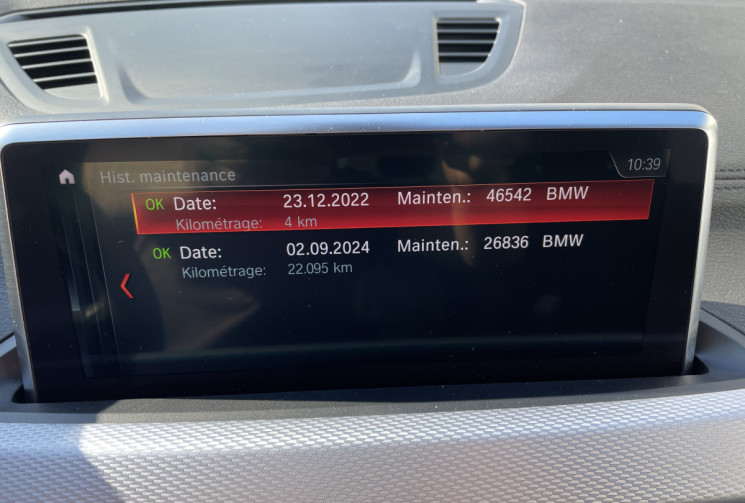 Hist. maintenance 10:39
OK Date: 23.12.2022 Mainten.: 46542 BMW
Kilométrage: 4 km
OK Date: 02.09.2024 Mainten.: 26836 BMW
Kilométrage: 22.095 km